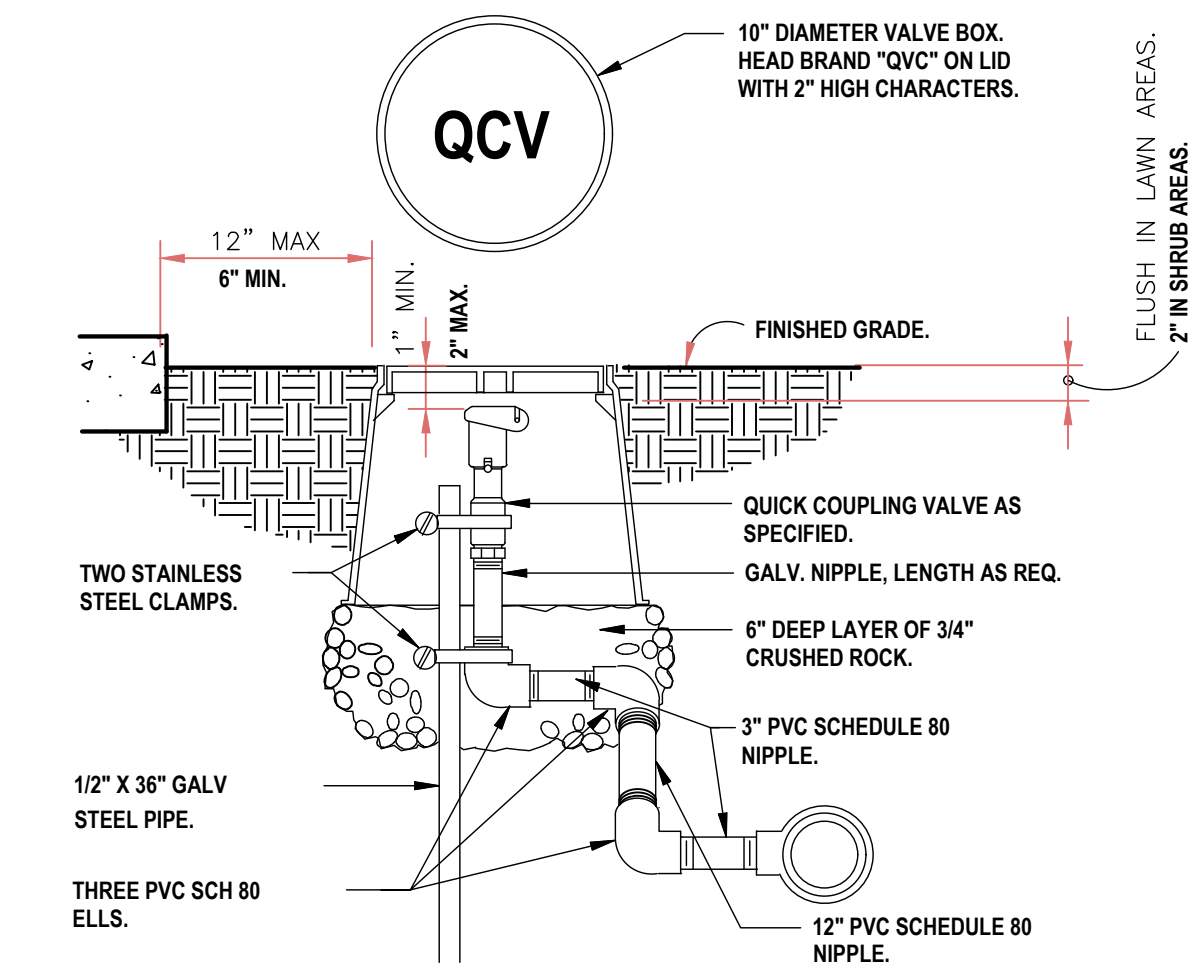 10" DIAMETER VALVE BOX.
HEAD BRAND "QVC" ON LID
WITH 2" HIGH CHARACTERS.
QCV
FLUSH IN LAWN AREAS.
2" IN SHRUB AREAS.
12” MAX
6" MIN.
1” MIN.
2" MAX.
FINISHED GRADE.
QUICK COUPLING VALVE AS
SPECIFIED.
TWO STAINLESS
STEEL CLAMPS.
GALV. NIPPLE, LENGTH AS REQ.
6" DEEP LAYER OF 3/4"
CRUSHED ROCK.
3" PVC SCHEDULE 80
NIPPLE.
1/2" X 36" GALV
STEEL PIPE.
THREE PVC SCH 80
ELLS.
12" PVC SCHEDULE 80
NIPPLE.